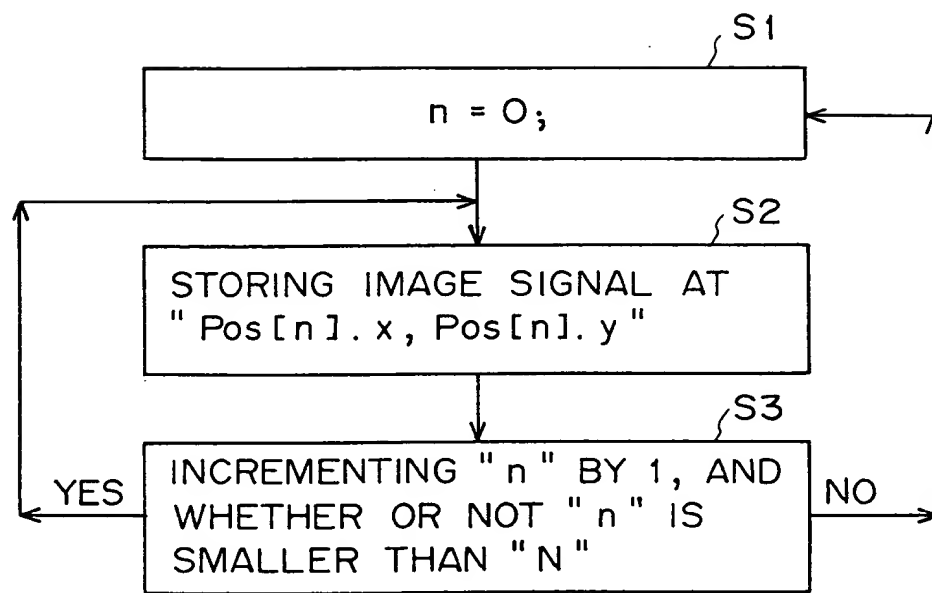 S1
n = 0;
S2
STORING IMAGE SIGNAL AT
"Pos[n].x, Pos[n].y"
S3
INCREMENTING "n" BY 1, AND
WHETHER OR NOT "n" IS
SMALLER THAN "N"
YES
NO